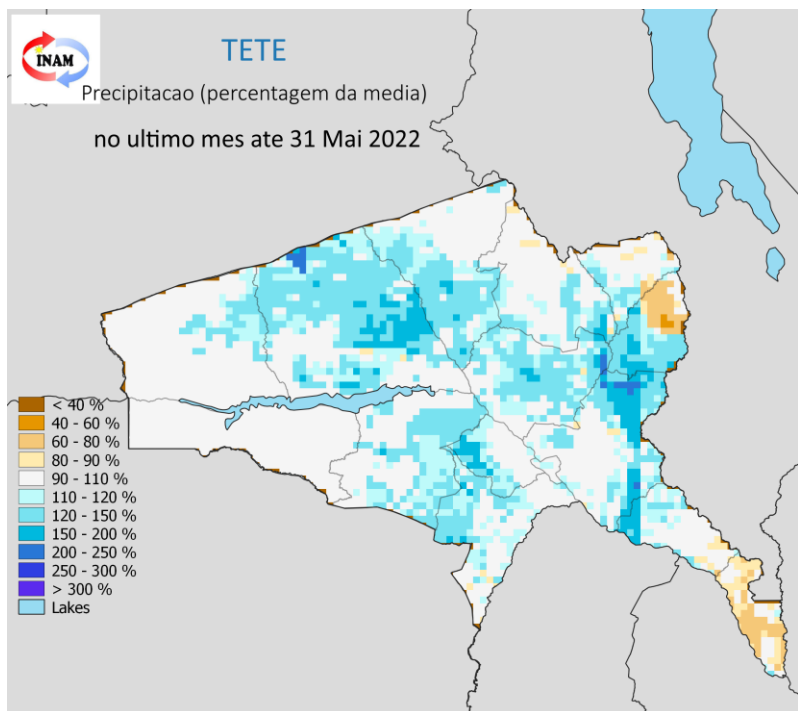 INAM
TETE
Precipitacao (percentagem da media)
no ultimo mes ate 31 Mai 2022
< 40 %
40 - 60 %
60 - 80 %
80 - 90 %
90 - 110 %
110 - 120 %
120 - 150 %
150 - 200 %
200 - 250 %
250 - 300 %
> 300 %
Lakes